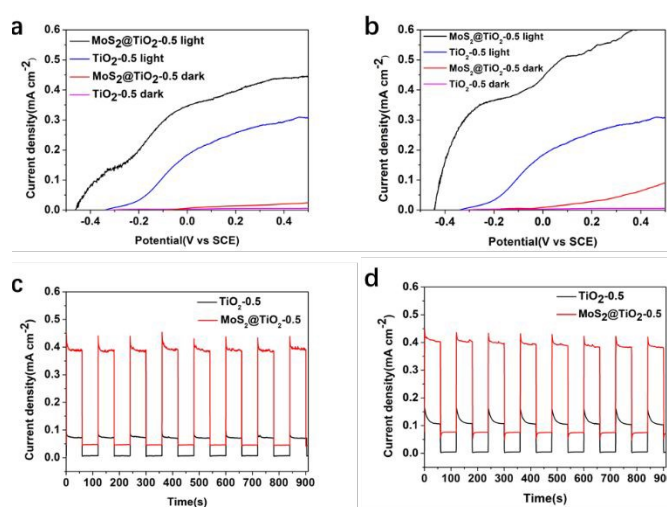 a
MoS2@TiO2-0.5 light
TiO2-0.5 light
MoS2@TiO2-0.5 dark
TiO2-0.5 dark
Current density(mA cm-2)
0.6
0.5
0.4
0.3
0.2
0.1
0.0
-0.4 -0.2 0.0 0.2 0.4
Potential(V vs SCE)
b
MoS2@TiO2-0.5 light
TiO2-0.5 light
MoS2@TiO2-0.5 dark
TiO2-0.5 dark
Current density(mA cm-2)
0.6
0.5
0.4
0.3
0.2
0.1
0.0
-0.4 -0.2 0.0 0.2 0.4
Potential(V vs SCE)
c
TiO2-0.5
MoS2@TiO2-0.5
Current density(mA cm-2)
0.6
0.5
0.4
0.3
0.2
0.1
0.0
0 100 200 300 400 500 600 700 800 900
Time(s)
d
TiO2-0.5
MoS2@TiO2-0.5
Current density(mA cm-2)
0.6
0.5
0.4
0.3
0.2
0.1
0.0
0 100 200 300 400 500 600 700 800 900
Time(s)